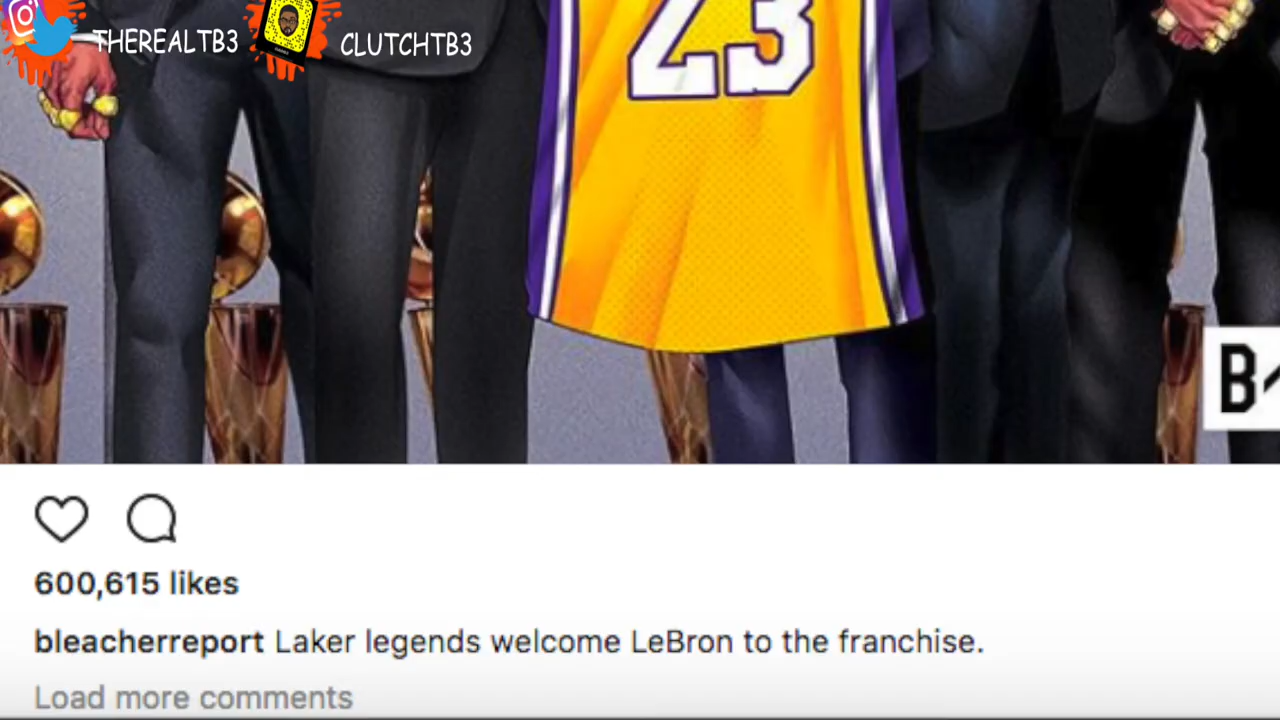 THEREALTB3
CLUTCHTB3
23
B
600,615 likes
bleacherreport Laker legends welcome LeBron to the franchise.
Load more comments